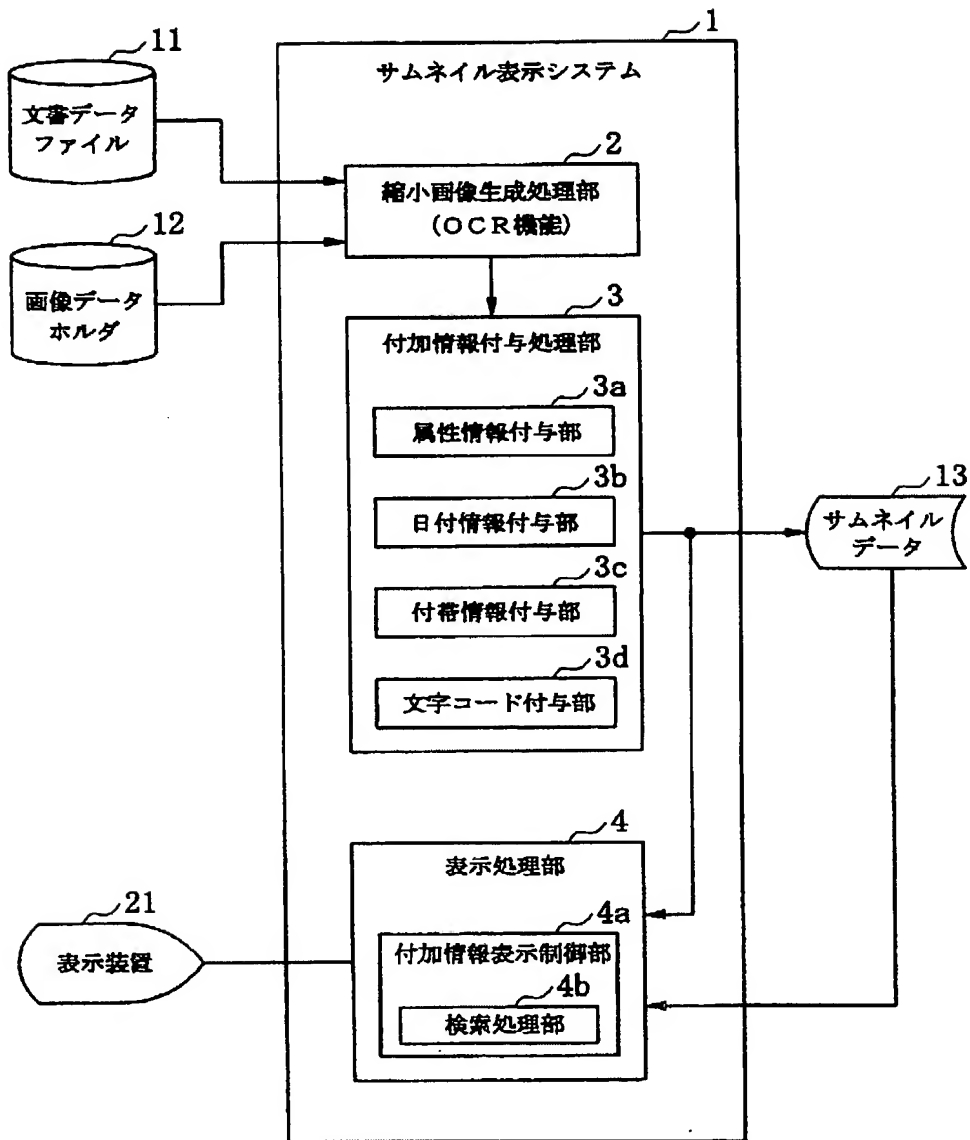 1
サムネイル表示システム
11
文書データ
ファイル
2
縮小画像生成処理部
(OCR機能)
12
画像データ
ホルダ
3
付加情報付与処理部
3a
属性情報付与部
3b
日付情報付与部
13
サムネイル
データ
3c
付帯情報付与部
3d
文字コード付与部
4
表示処理部
21
表示装置
4a
付加情報表示制御部
4b
検索処理部